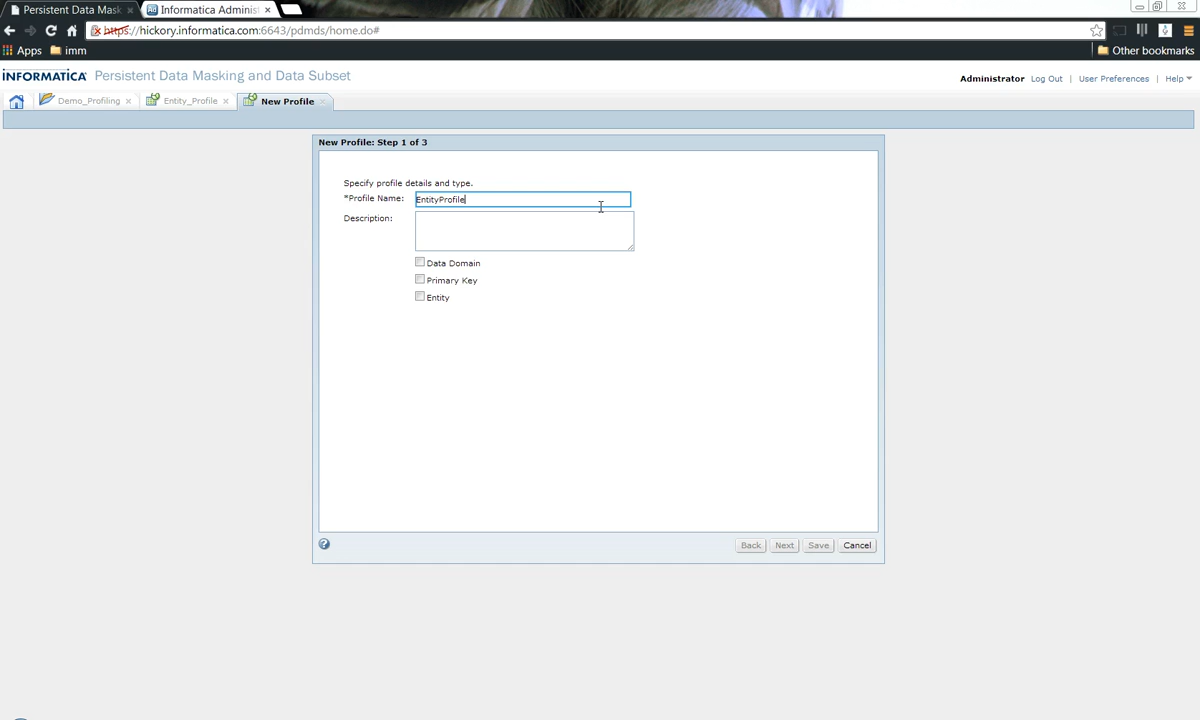 Persistent Data Mask
Informatica Adminis
https://hickory.informatica.com:6643/pdmds/home.do#
Apps imm Other bookmarks
INFORMATICA Persistent Data Masking and Data Subset
Administrator Log Out | User Preferences | Help
Demo_Profiling Entity_Profile New Profile
New Profile: Step 1 of 3
Specify profile details and type.
*Profile Name: EntityProfile
Description:
Data Domain
Primary Key
Entity
? Back Next Save Cancel